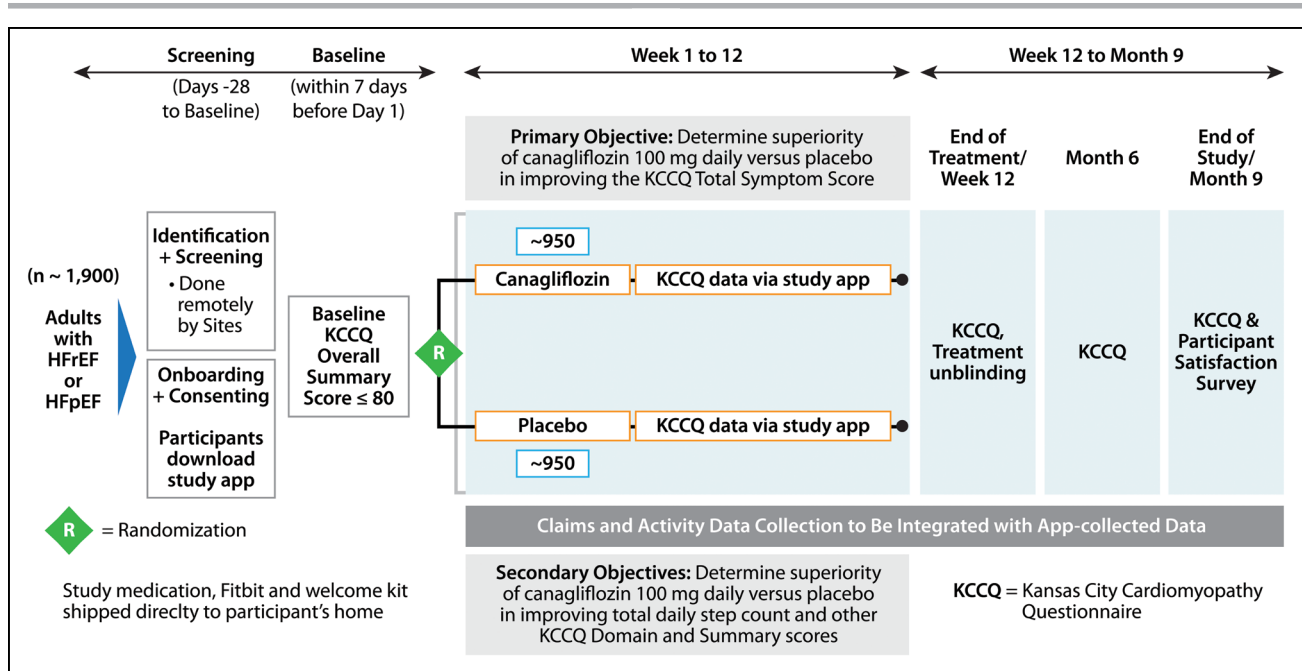 Screening
(Days -28
to Baseline)
Baseline
(within 7 days
before Day 1)
Week 1 to 12
Week 12 to Month 9
Primary Objective: Determine superiority
of canagliflozin 100 mg daily versus placebo
in improving the KCCQ Total Symptom Score
End of
Treatment/
Week 12
Month 6
End of
Study/
Month 9
(n ~ 1,900)
Adults
with
HFrEF
or
HFpEF
Identification
+ Screening
• Done
remotely
by Sites
Onboarding
+ Consenting
Participants
download
study app
Baseline
KCCQ
Overall
Summary
Score ≤ 80
R
~950
Canagliflozin
KCCQ data via study app
Placebo
KCCQ data via study app
~950
KCCQ,
Treatment
unblinding
KCCQ
KCCQ &
Participant
Satisfaction
Survey
Claims and Activity Data Collection to Be Integrated with App-collected Data
R = Randomization
Study medication, Fitbit and welcome kit
shipped direclty to participant's home
Secondary Objectives: Determine superiority
of canagliflozin 100 mg daily versus placebo
in improving total daily step count and other
KCCQ Domain and Summary scores
KCCQ = Kansas City Cardiomyopathy
Questionnaire